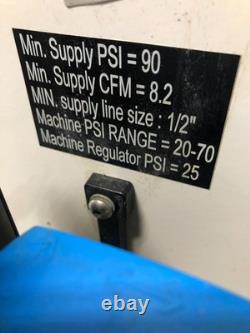 Min. Supply PSI = 90
Min. Supply CFM = 8.2
MIN. supply line size : 1/2"
Machine PSI RANGE = 20-70
Machine Regulator PSI = 25
ebay